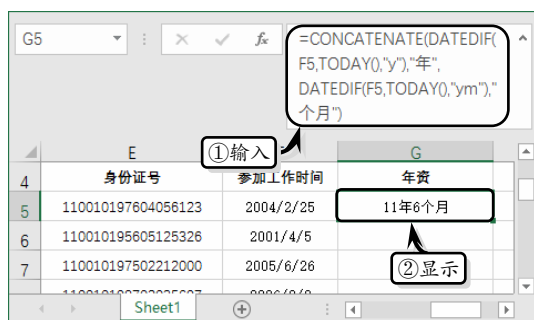 G5 fx =CONCATENATE(DATEDIF(
F5,TODAY(),"y"),"年",
DATEDIF(F5,TODAY(),"ym"),"
个月")
①输入
E G
4 身份证号 参加工作时间 年资
5 110010197604056123 2004/2/25 11年6个月
6 110010195605125326 2001/4/5
7 110010197502212000 2005/6/26
②显示
Sheet1